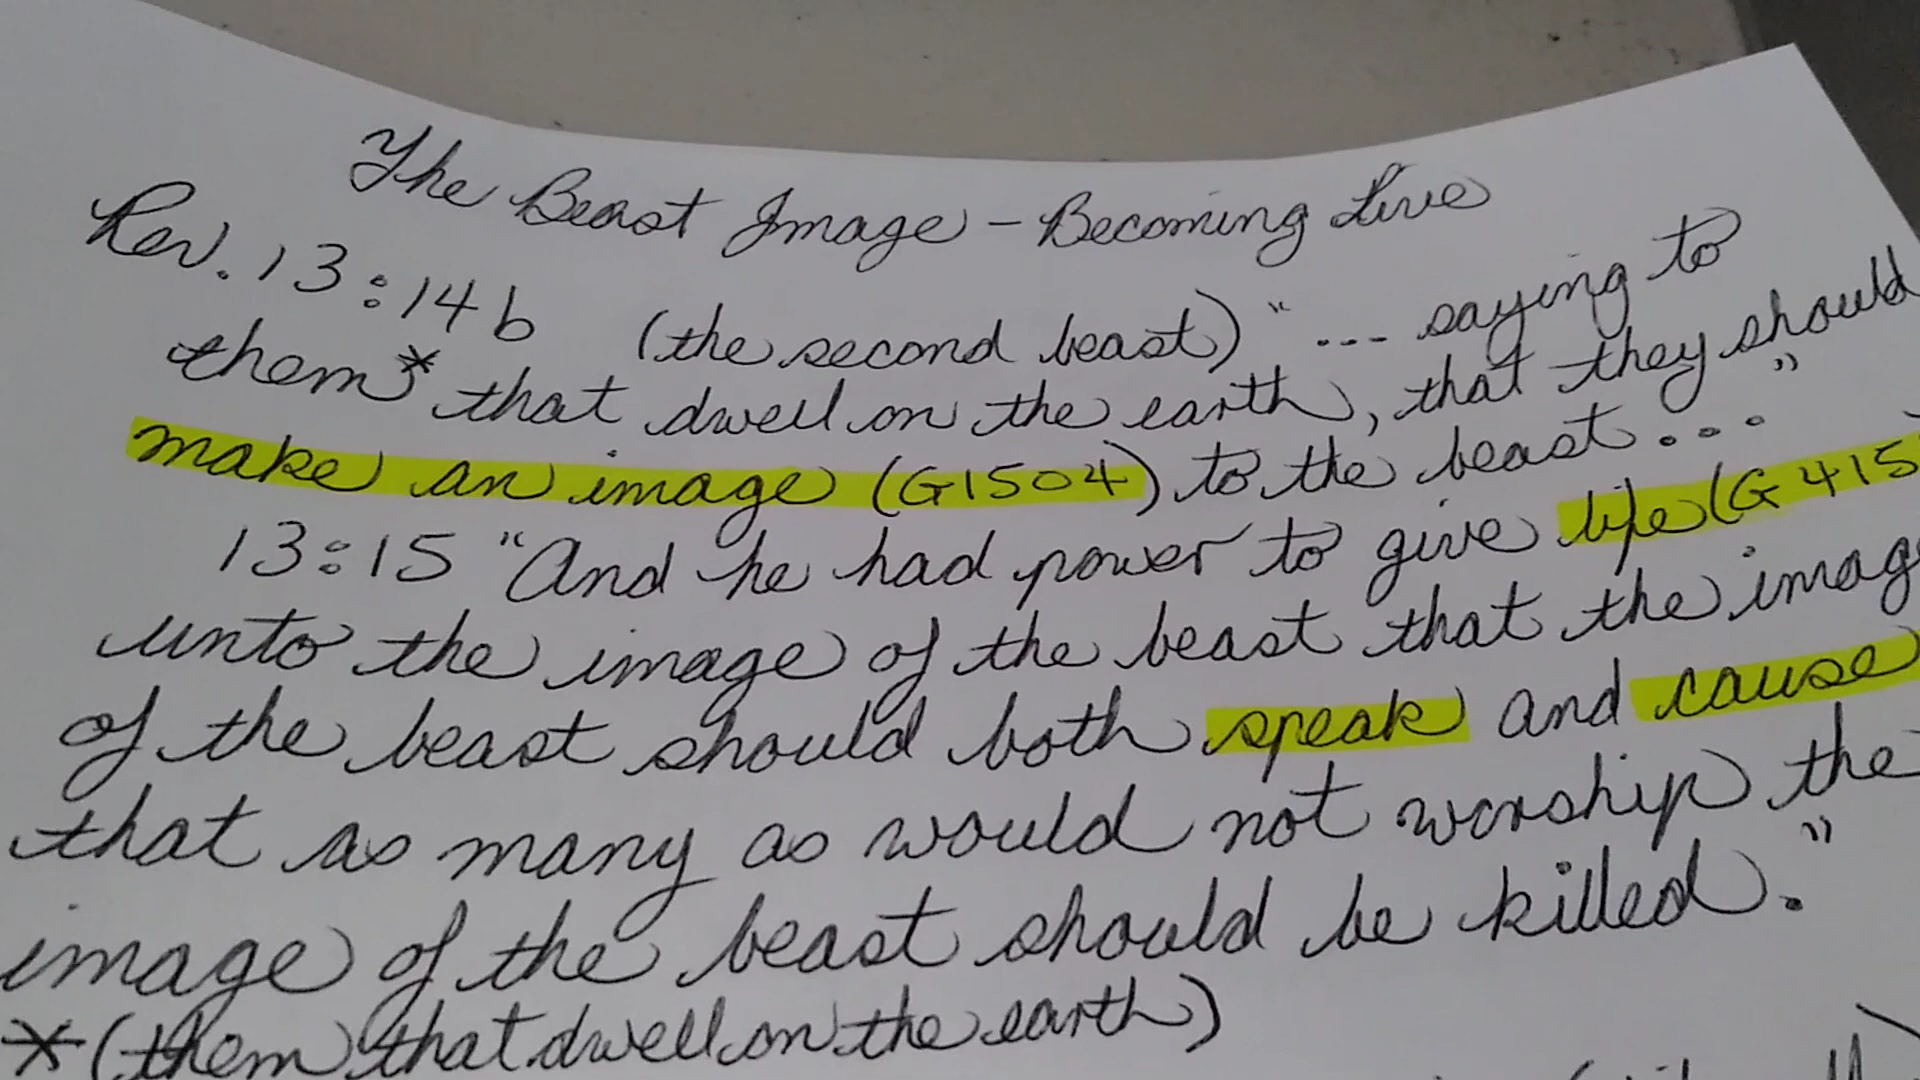 The Beast Image - Becoming Live
Rev. 13:14b (the second beast) "... saying to
them* that dwell on the earth, that they should
make an image (G1504) to the beast..."
13:15 "And he had power to give life (G415
unto the image of the beast that the imag
of the beast should both speak and cause
that as many as would not worship the
image of the beast should be killed."
*(them that dwell on the earth)